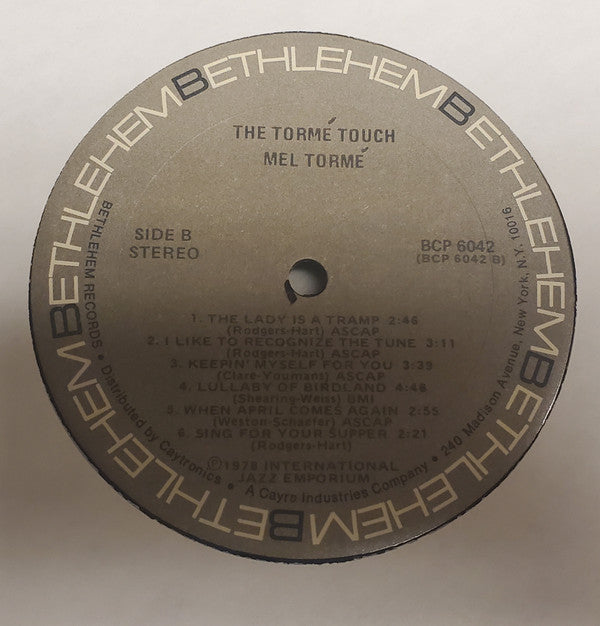 BETHLEHEM BETHLEHEM BETHLEHEM BETHLEHEM BETHLEHEM BETHLEHEM
THE TORMÉ TOUCH
MEL TORMÉ
SIDE B
STEREO
BCP 6042
(BCP 6042 B)
1. THE LADY IS A TRAMP 2:46
(Rodgers-Hart) ASCAP
2. I LIKE TO RECOGNIZE THE TUNE 3:11
(Rodgers-Hart) ASCAP
3. KEEPIN' MYSELF FOR YOU 3:39
(Clare-Youmans) ASCAP
4. LULLABY OF BIRDLAND 4:46
(Shearing-Weiss) BMI
5. WHEN APRIL COMES AGAIN 2:55
(Weston-Schaefer) ASCAP
6. SING FOR YOUR SUPPER 2:21
(Rodgers-Hart)
©1978 INTERNATIONAL
JAZZ EMPORIUM
BETHLEHEM RECORDS • Distributed by Caytronics • A Cayre Industries Company • 240 Madison Avenue, New York, N.Y. 10016